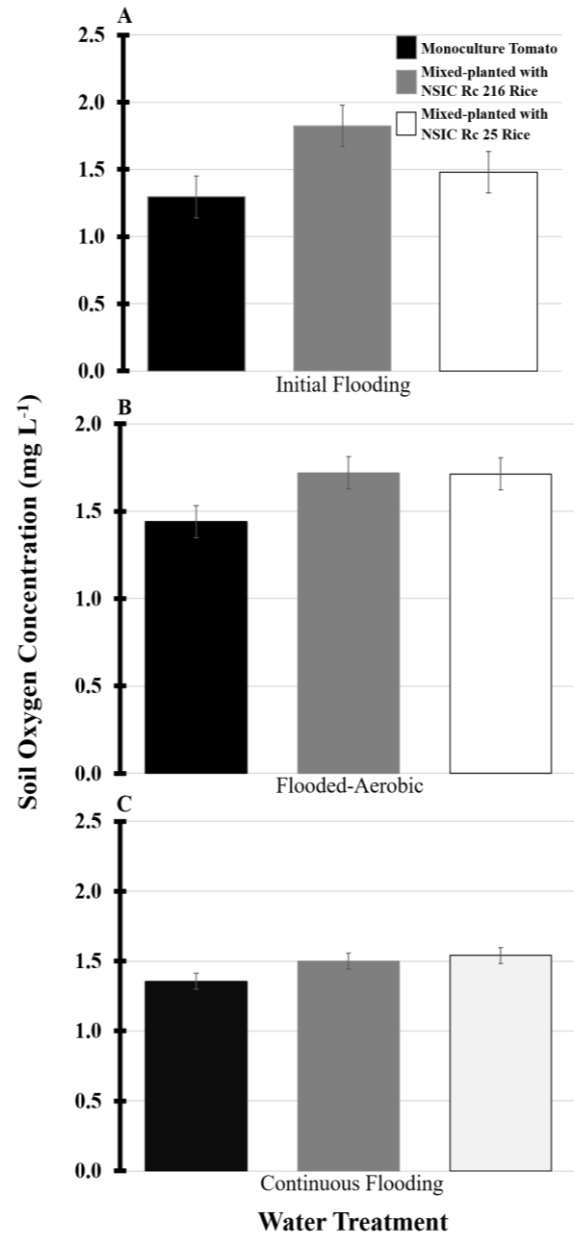 A
2.5
2.0
1.5
1.0
0.5
0.0
Monoculture Tomato
Mixed-planted with
NSIC Rc 216 Rice
Mixed-planted with
NSIC Rc 25 Rice
Initial Flooding
B
2.0
1.5
1.0
0.5
0.0
Flooded-Aerobic
C
2.5
2.0
1.5
1.0
0.5
0.0
Continuous Flooding
Soil Oxygen Concentration (mg L⁻¹)
Water Treatment